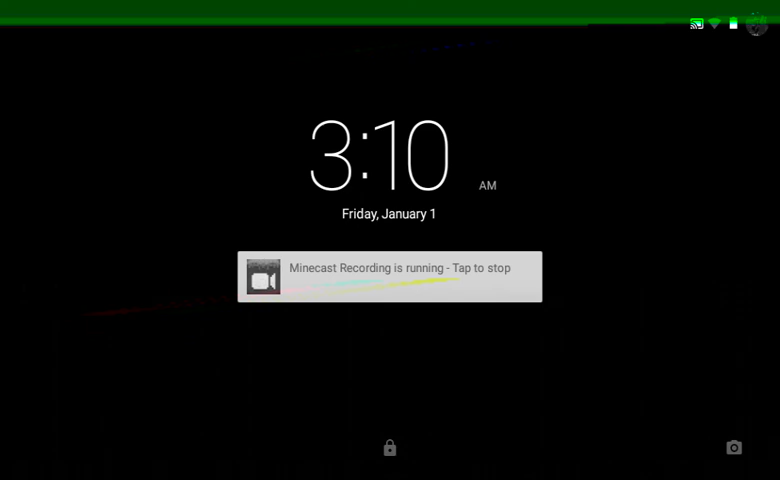 3:10 AM
Friday, January 1
Minecast Recording is running - Tap to stop